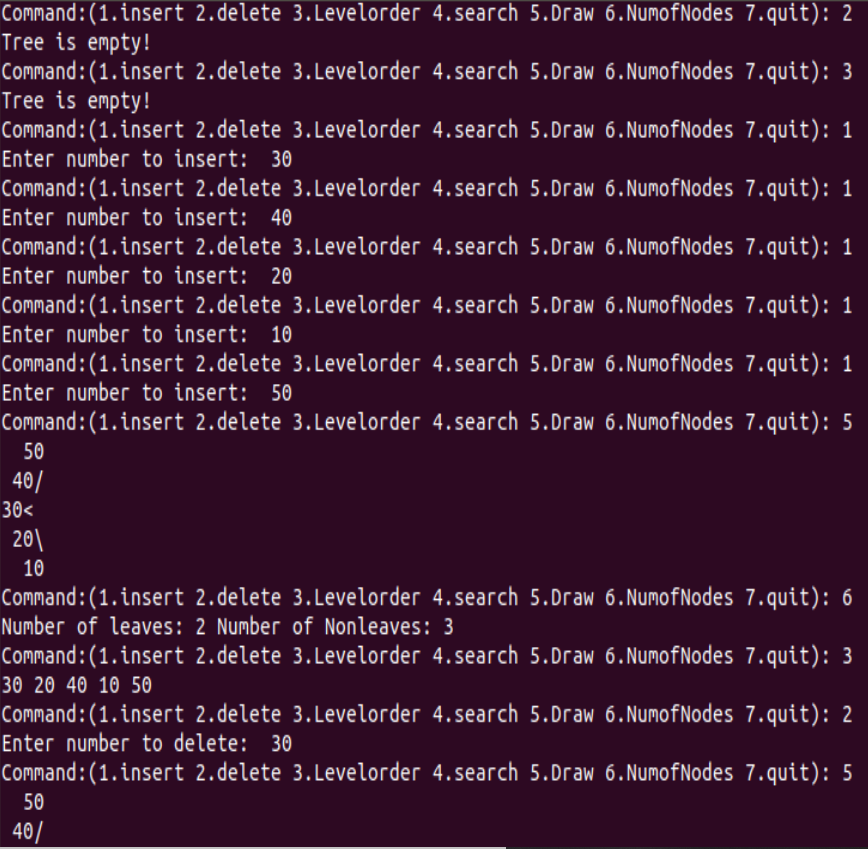 Command:(1.insert 2.delete 3.Levelorder 4.search 5.Draw 6.NumofNodes 7.quit): 2
Tree is empty!
Command:(1.insert 2.delete 3.Levelorder 4.search 5.Draw 6.NumofNodes 7.quit): 3
Tree is empty!
Command:(1.insert 2.delete 3.Levelorder 4.search 5.Draw 6.NumofNodes 7.quit): 1
Enter number to insert:  30
Command:(1.insert 2.delete 3.Levelorder 4.search 5.Draw 6.NumofNodes 7.quit): 1
Enter number to insert:  40
Command:(1.insert 2.delete 3.Levelorder 4.search 5.Draw 6.NumofNodes 7.quit): 1
Enter number to insert:  20
Command:(1.insert 2.delete 3.Levelorder 4.search 5.Draw 6.NumofNodes 7.quit): 1
Enter number to insert:  10
Command:(1.insert 2.delete 3.Levelorder 4.search 5.Draw 6.NumofNodes 7.quit): 1
Enter number to insert:  50
Command:(1.insert 2.delete 3.Levelorder 4.search 5.Draw 6.NumofNodes 7.quit): 5
  50
 40/
30<
 20\
  10
Command:(1.insert 2.delete 3.Levelorder 4.search 5.Draw 6.NumofNodes 7.quit): 6
Number of leaves: 2 Number of Nonleaves: 3
Command:(1.insert 2.delete 3.Levelorder 4.search 5.Draw 6.NumofNodes 7.quit): 3
30 20 40 10 50
Command:(1.insert 2.delete 3.Levelorder 4.search 5.Draw 6.NumofNodes 7.quit): 2
Enter number to delete:  30
Command:(1.insert 2.delete 3.Levelorder 4.search 5.Draw 6.NumofNodes 7.quit): 5
  50
 40/